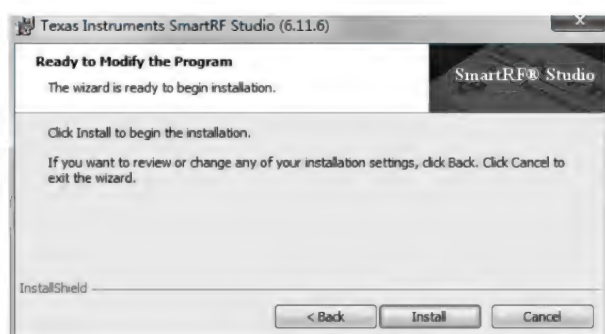 Texas Instruments SmartRF Studio (6.11.6)
Ready to Modify the Program
The wizard is ready to begin installation.
SmartRF® Studio
Click Install to begin the installation.
If you want to review or change any of your installation settings, click Back. Click Cancel to
exit the wizard.
InstallShield
< Back
Install
Cancel